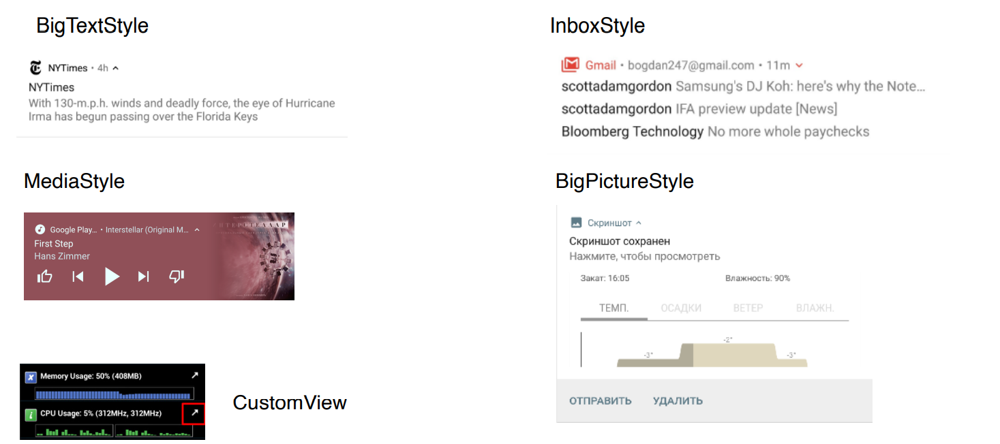 BigTextStyle
NYTimes • 4h
NYTimes
With 130-m.p.h. winds and deadly force, the eye of Hurricane
Irma has begun passing over the Florida Keys
InboxStyle
Gmail • bogdan247@gmail.com • 11m
scottadamgordon Samsung's DJ Koh: here's why the Note...
scottadamgordon IFA preview update [News]
Bloomberg Technology No more whole paychecks
MediaStyle
Google Play... • Interstellar (Original M...
First Step
Hans Zimmer
ИНТЕРСТЕЛЛАР
BigPictureStyle
Скриншот
Скриншот сохранен
Нажмите, чтобы просмотреть
Закат: 16:05 Влажность: 90%
ТЕМП. ОСАДКИ ВЕТЕР ВЛАЖН.
-3° -2° -3°
ОТПРАВИТЬ УДАЛИТЬ
Memory Usage: 50% (408MB)
CPU Usage: 5% (312MHz, 312MHz)
CustomView